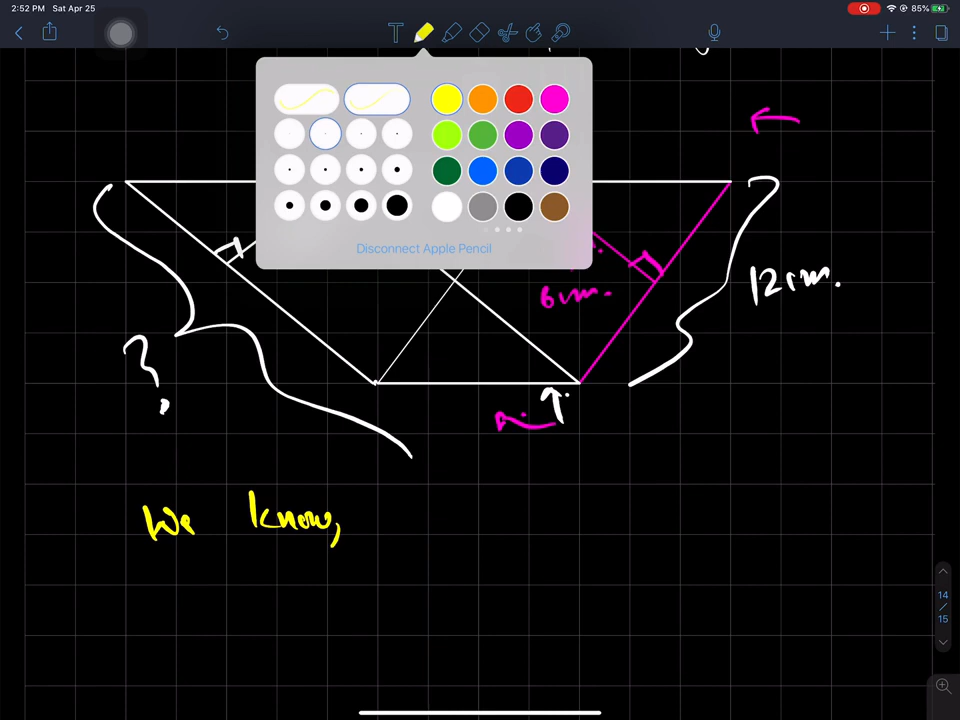 2:52 PM Sat Apr 25
85%
T
Disconnect Apple Pencil
6cm.
12cm.
?
We know,
14
/
15